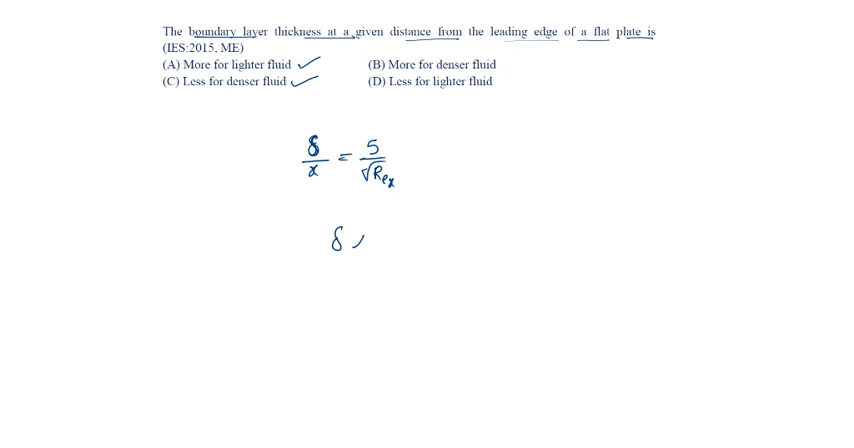 The boundary layer thickness at a given distance from the leading edge of a flat plate is
(IES:2015, ME)
(A) More for lighter fluid ✓ (B) More for denser fluid
(C) Less for denser fluid ✓ (D) Less for lighter fluid
δ/x = 5/√Rex
δ